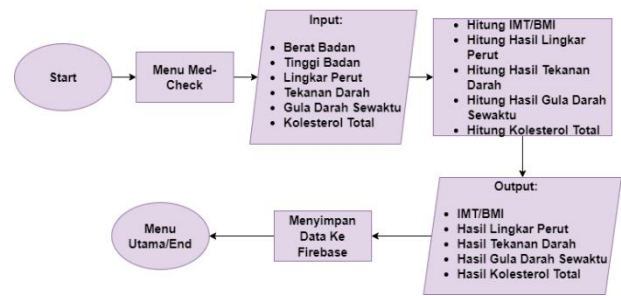 Start
Menu Med-
Check
Input:
• Berat Badan
• Tinggi Badan
• Lingkar Perut
• Tekanan Darah
• Gula Darah Sewaktu
• Kolesterol Total
• Hitung IMT/BMI
• Hitung Hasil Lingkar
Perut
• Hitung Hasil Tekanan
Darah
• Hitung Hasil Gula Darah
Sewaktu
• Hitung Kolesterol Total
Output:
• IMT/BMI
• Hasil Lingkar Perut
• Hasil Tekanan Darah
• Hasil Gula Darah Sewaktu
• Hasil Kolesterol Total
Menyimpan
Data Ke
Firebase
Menu
Utama/End